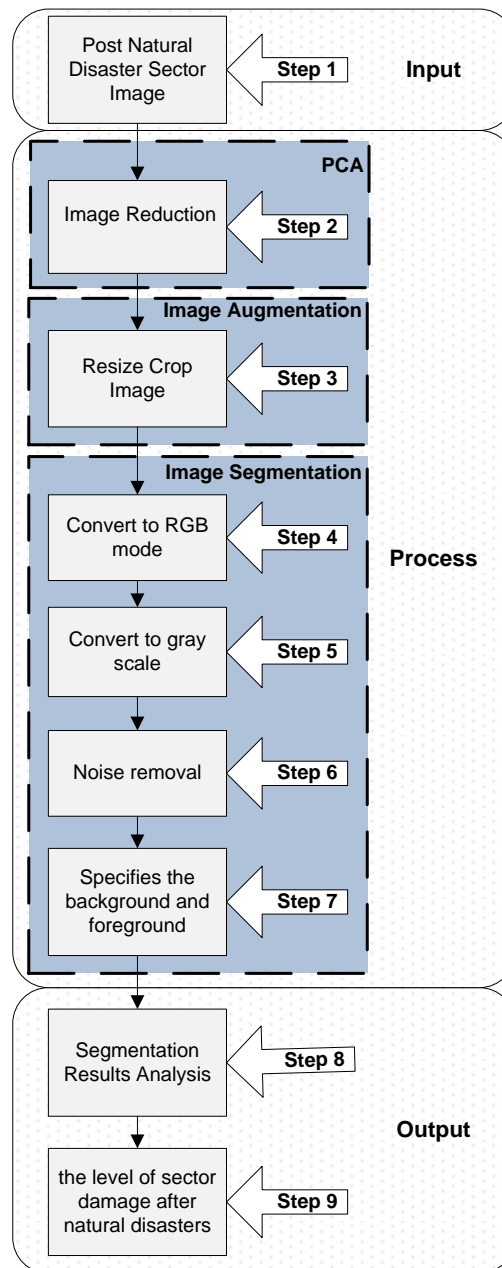 Post Natural
Disaster Sector
Image
Step 1
Input
PCA
Image Reduction
Step 2
Image Augmentation
Resize Crop
Image
Step 3
Image Segmentation
Convert to RGB
mode
Step 4
Process
Convert to gray
scale
Step 5
Noise removal
Step 6
Specifies the
background and
foreground
Step 7
Segmentation
Results Analysis
Step 8
Output
the level of sector
damage after
natural disasters
Step 9